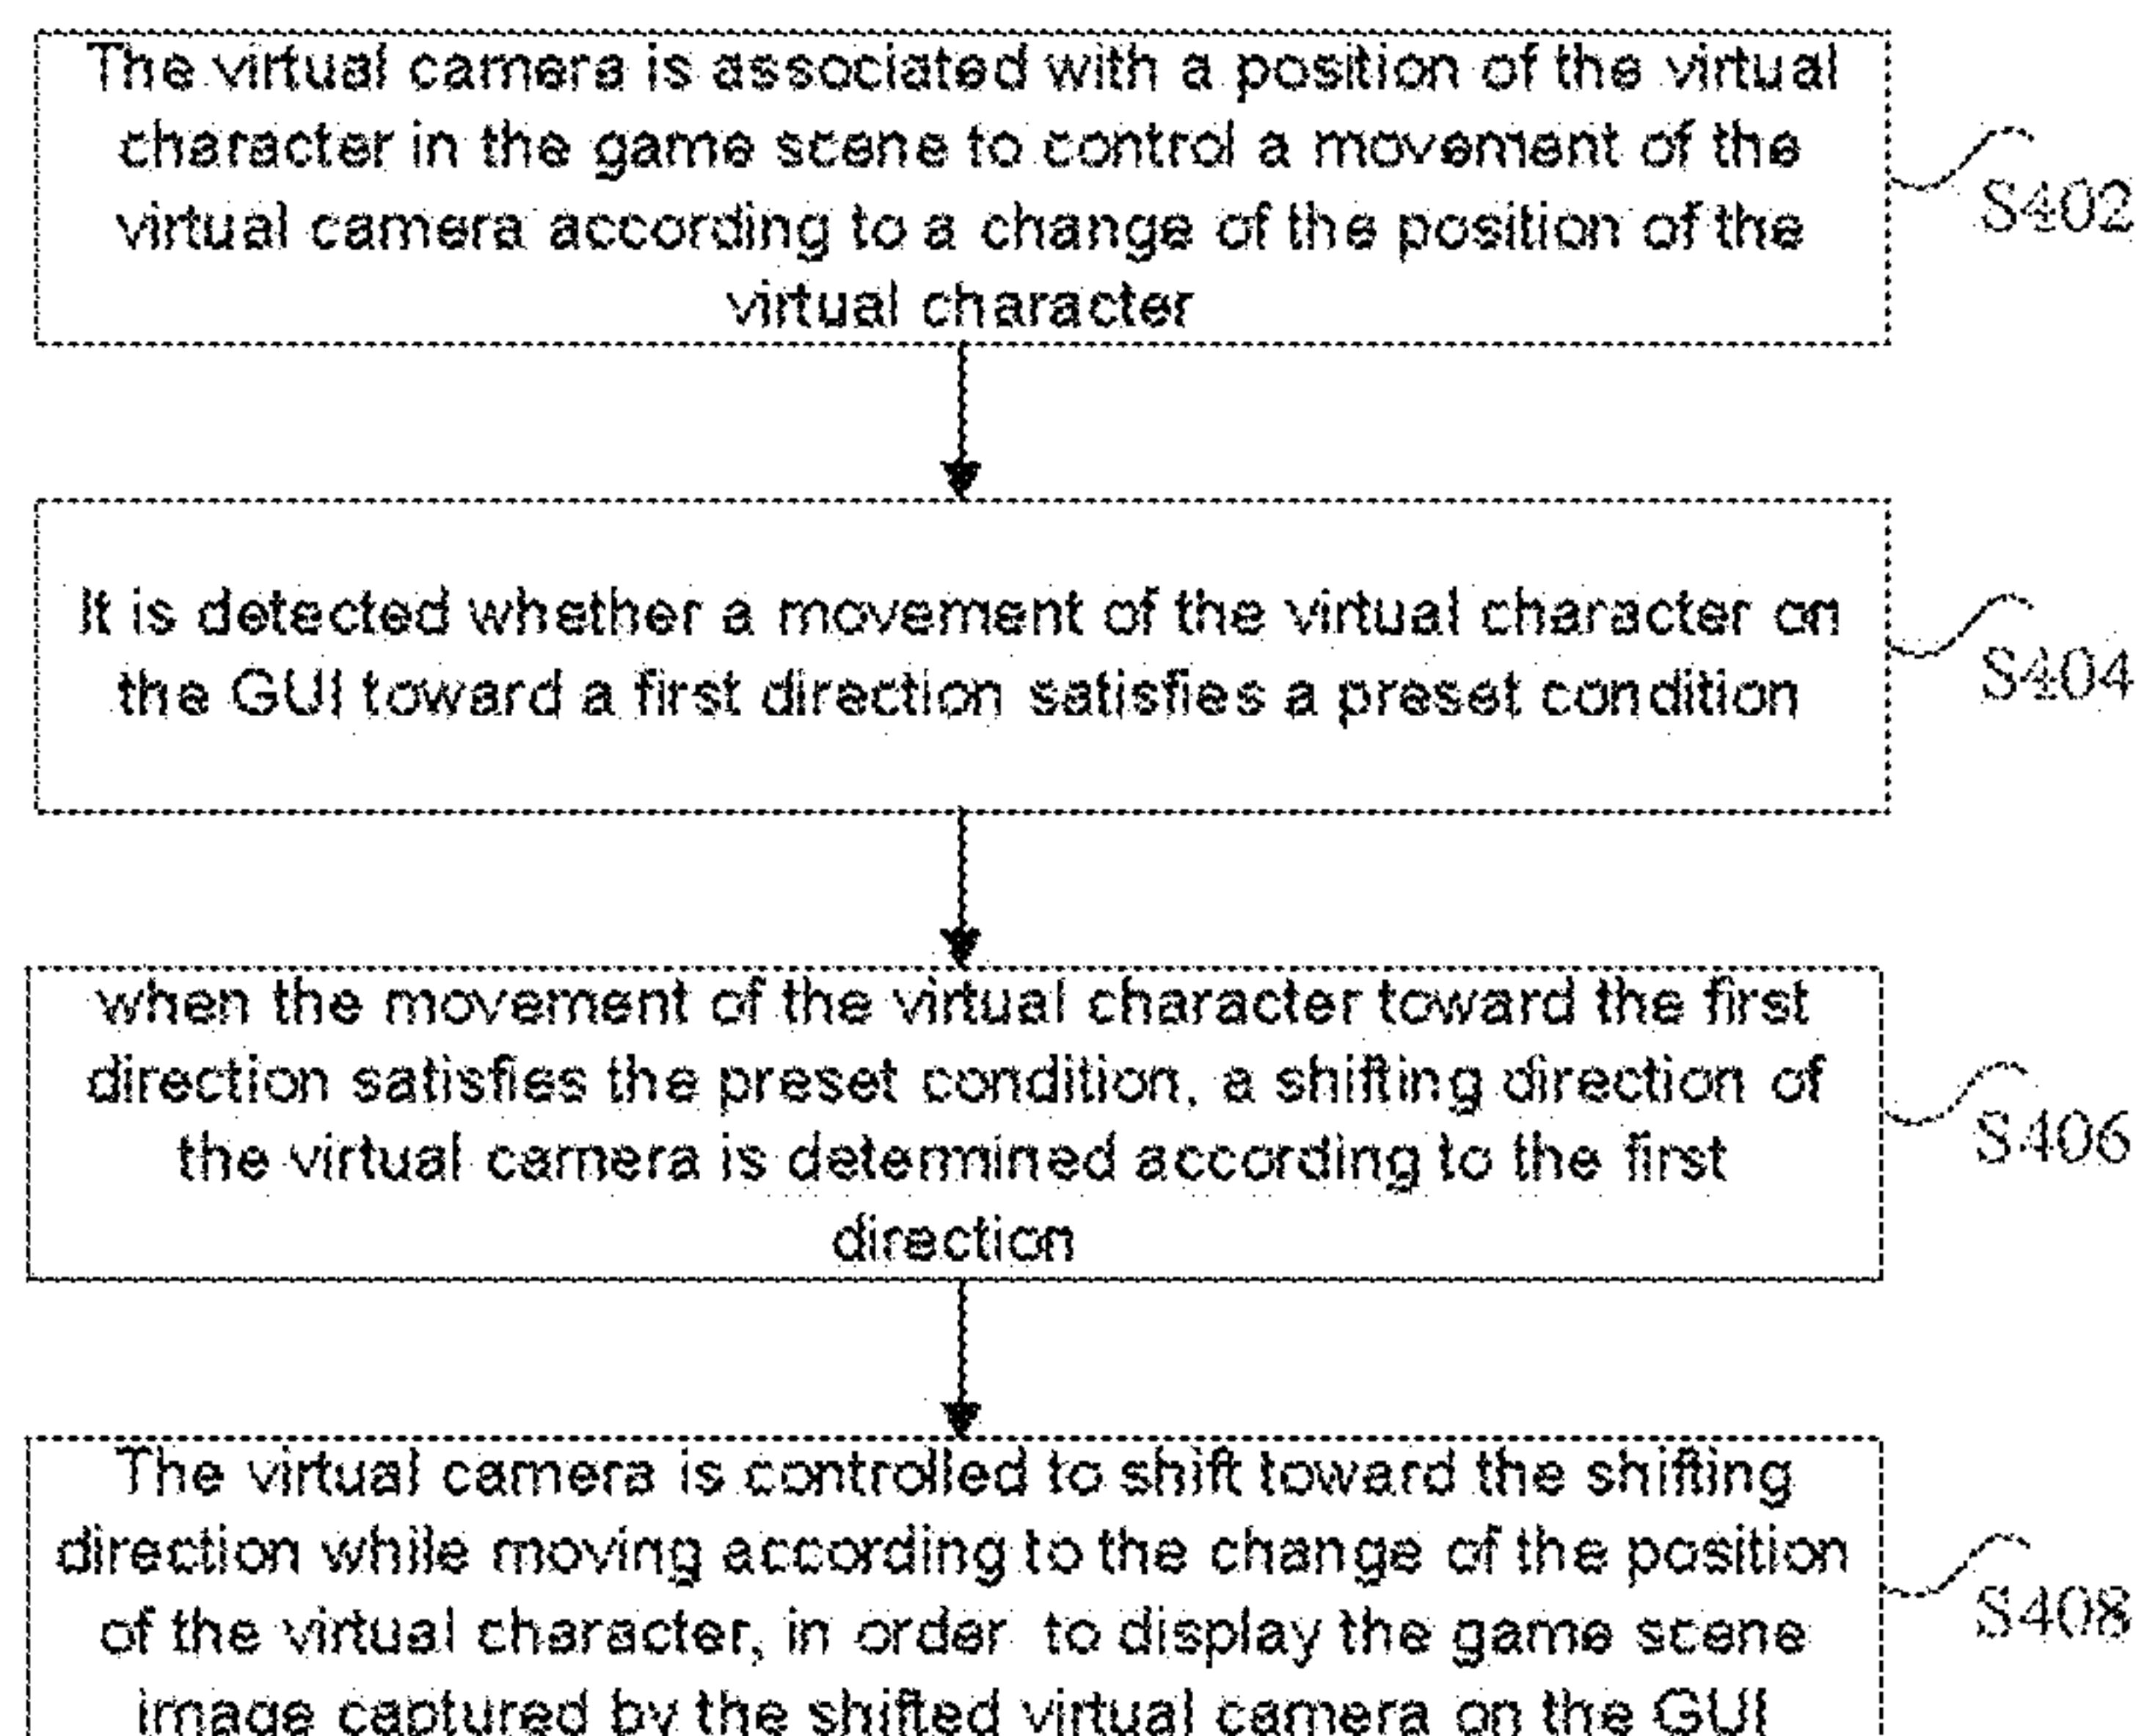 The virtual camera is associated with a position of the virtual
character in the game scene to control a movement of the
virtual camera according to a change of the position of the
virtual character
S402
It is detected whether a movement of the virtual character on
the GUI toward a first direction satisfies a preset condition
S404
when the movement of the virtual character toward the first
direction satisfies the preset condition, a shifting direction of
the virtual camera is determined according to the first
direction
S406
The virtual camera is controlled to shift toward the shifting
direction while moving according to the change of the position
of the virtual character, in order to display the game scene
image captured by the shifted virtual camera on the GUI
S408